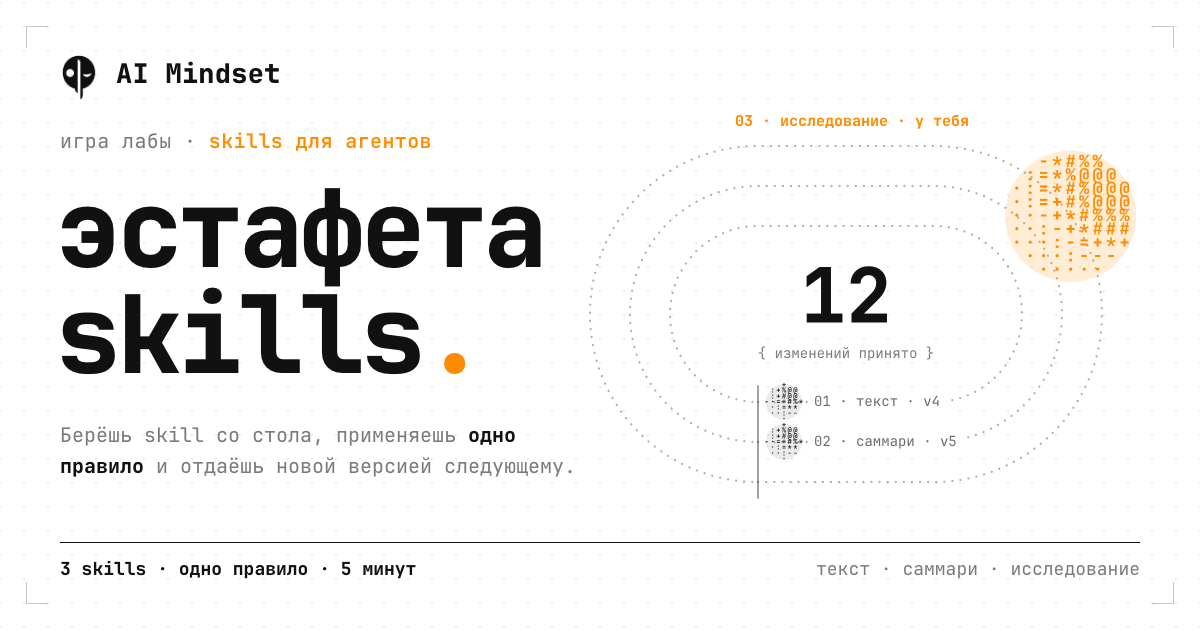 AI Mindset
игра лабы · skills для агентов
эстафета
skills.
Берёшь skill со стола, применяешь одно
правило и отдаёшь новой версией следующему.
03 · исследование · у тебя
12
{ изменений принято }
01 · текст · v4
02 · саммари · v5
3 skills · одно правило · 5 минут
текст · саммари · исследование